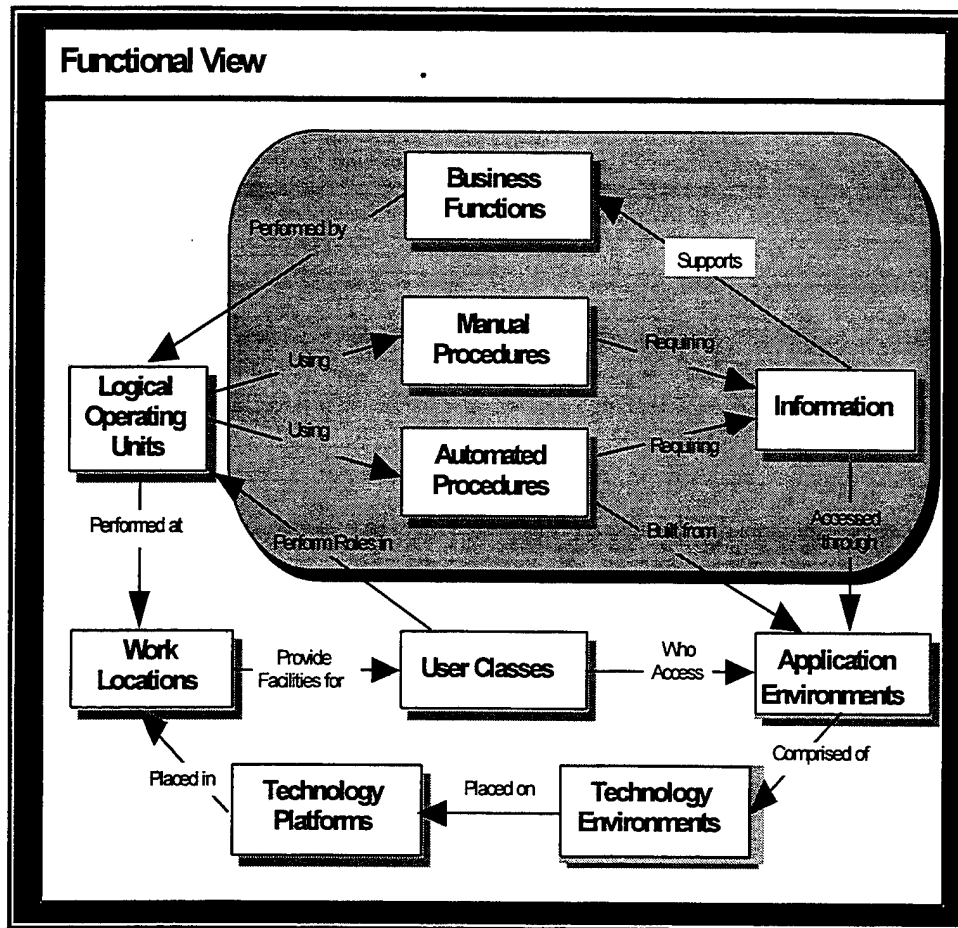 Functional View
Business
Functions
Performed by
Supports
Manual
Procedures
Using
Requiring
Logical
Operating
Units
Information
Using
Automated
Procedures
Requiring
Performed at
Perform Roles in
Built from
Accessed
through
Work
Locations
Provide
Facilities for
User Classes
Who
Access
Application
Environments
Placed in
Technology
Platforms
Placed on
Technology
Environments
Comprised of